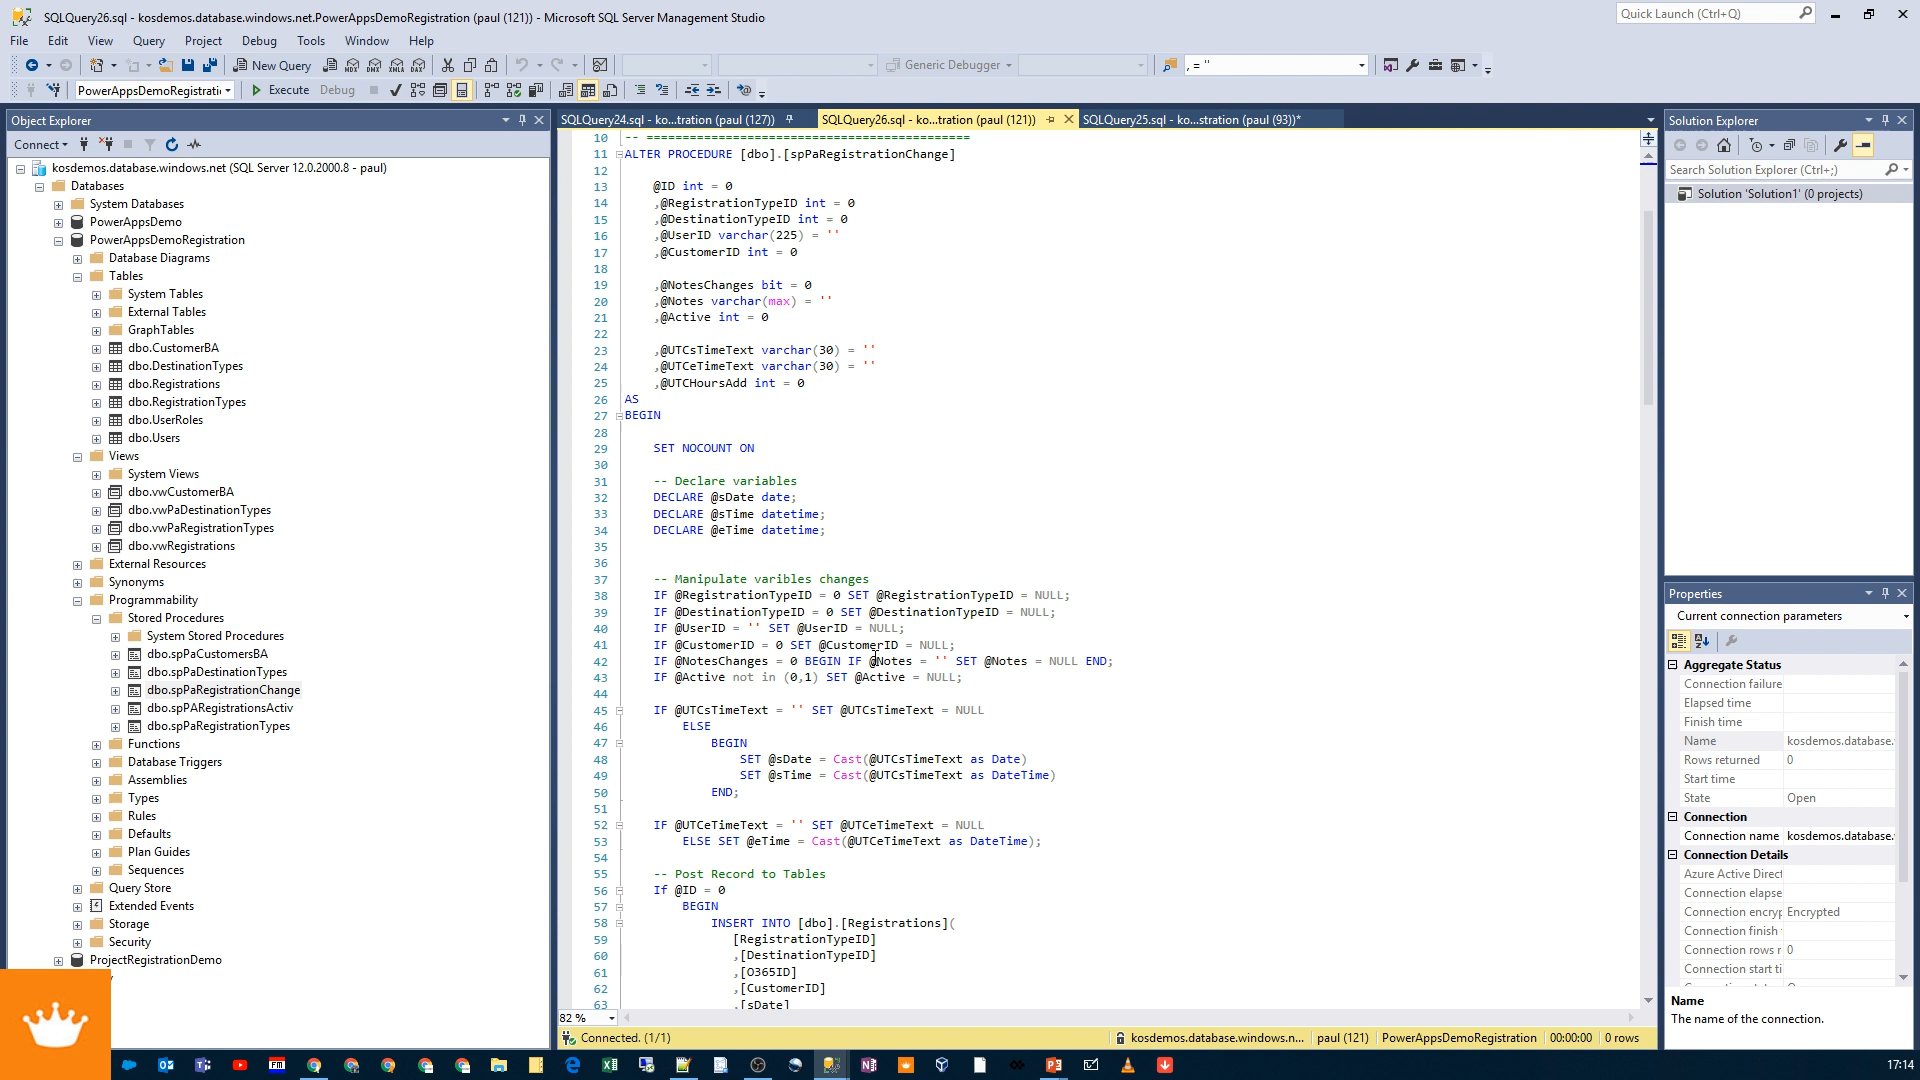 SQLQuery26.sql - kosdemos.database.windows.net.PowerAppsDemoRegistration (paul (121)) - Microsoft SQL Server Management Studio
Quick Launch (Ctrl+Q)
File Edit View Query Project Debug Tools Window Help
New Query
Generic Debugger
, = ''
PowerAppsDemoRegistrati
Execute Debug
Object Explorer
Connect
kosdemos.database.windows.net (SQL Server 12.0.2000.8 - paul)
Databases
System Databases
PowerAppsDemo
PowerAppsDemoRegistration
Database Diagrams
Tables
System Tables
External Tables
GraphTables
dbo.CustomerBA
dbo.DestinationTypes
dbo.Registrations
dbo.RegistrationTypes
dbo.UserRoles
dbo.Users
Views
System Views
dbo.vwCustomerBA
dbo.vwPaDestinationTypes
dbo.vwPaRegistrationTypes
dbo.vwRegistrations
External Resources
Synonyms
Programmability
Stored Procedures
System Stored Procedures
dbo.spPaCustomersBA
dbo.spPaDestinationTypes
dbo.spPaRegistrationChange
dbo.spPARegistrationsActiv
dbo.spPaRegistrationTypes
Functions
Database Triggers
Assemblies
Types
Rules
Defaults
Plan Guides
Sequences
Query Store
Extended Events
Storage
Security
ProjectRegistrationDemo
SQLQuery24.sql - ko...tration (paul (127))
SQLQuery26.sql - ko...tration (paul (121))
SQLQuery25.sql - ko...stration (paul (93))*
10 -- =============================================
11 ALTER PROCEDURE [dbo].[spPaRegistrationChange]
12
13 @ID int = 0
14 ,@RegistrationTypeID int = 0
15 ,@DestinationTypeID int = 0
16 ,@UserID varchar(225) = ''
17 ,@CustomerID int = 0
18
19 ,@NotesChanges bit = 0
20 ,@Notes varchar(max) = ''
21 ,@Active int = 0
22
23 ,@UTCsTimeText varchar(30) = ''
24 ,@UTCeTimeText varchar(30) = ''
25 ,@UTCHoursAdd int = 0
26 AS
27 BEGIN
28
29 SET NOCOUNT ON
30
31 -- Declare variables
32 DECLARE @sDate date;
33 DECLARE @sTime datetime;
34 DECLARE @eTime datetime;
35
36
37 -- Manipulate varibles changes
38 IF @RegistrationTypeID = 0 SET @RegistrationTypeID = NULL;
39 IF @DestinationTypeID = 0 SET @DestinationTypeID = NULL;
40 IF @UserID = '' SET @UserID = NULL;
41 IF @CustomerID = 0 SET @CustomerID = NULL;
42 IF @NotesChanges = 0 BEGIN IF @Notes = '' SET @Notes = NULL END;
43 IF @Active not in (0,1) SET @Active = NULL;
44
45 IF @UTCsTimeText = '' SET @UTCsTimeText = NULL
46 ELSE
47 BEGIN
48 SET @sDate = Cast(@UTCsTimeText as Date)
49 SET @sTime = Cast(@UTCsTimeText as DateTime)
50 END;
51
52 IF @UTCeTimeText = '' SET @UTCeTimeText = NULL
53 ELSE SET @eTime = Cast(@UTCeTimeText as DateTime);
54
55 -- Post Record to Tables
56 If @ID = 0
57 BEGIN
58 INSERT INTO [dbo].[Registrations](
59 [RegistrationTypeID]
60 ,[DestinationTypeID]
61 ,[O365ID]
62 ,[CustomerID]
63 ,[sDate]
82 %
Connected. (1/1)
kosdemos.database.windows.n... paul (121) PowerAppsDemoRegistration 00:00:00 0 rows
Solution Explorer
Search Solution Explorer (Ctrl+;)
Solution 'Solution1' (0 projects)
Properties
Current connection parameters
Aggregate Status
Connection failure
Elapsed time
Finish time
Name kosdemos.database.
Rows returned 0
Start time
State Open
Connection
Connection name kosdemos.database.
Connection Details
Azure Active Direct
Connection elapse
Connection encryp Encrypted
Connection finish
Connection rows r 0
Connection start ti
Name
The name of the connection.
17:14